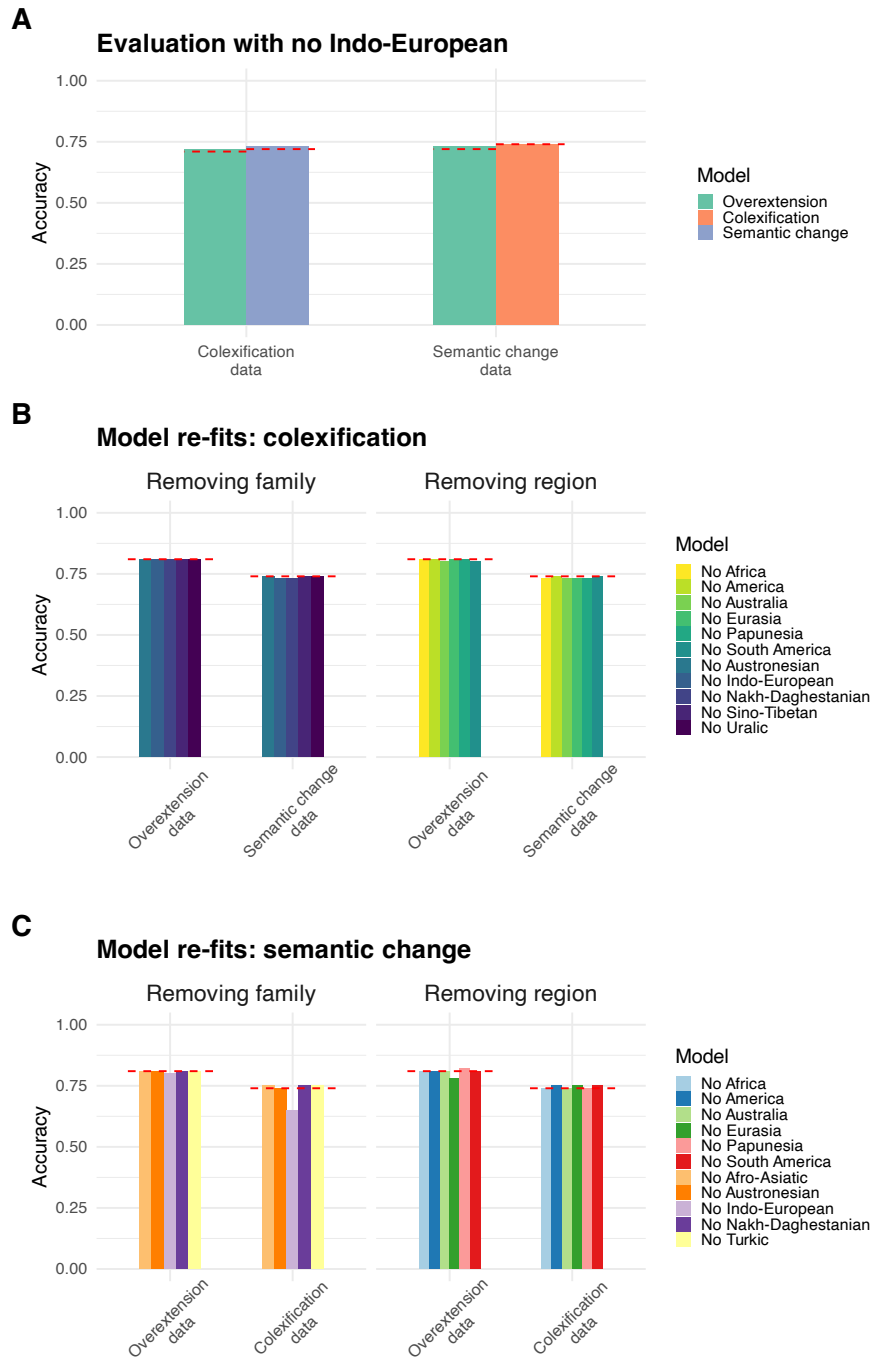 A
Evaluation with no Indo-European
1.00
0.75
0.50
0.25
0.00
Accuracy
Colexification
data
Semantic change
data
Model
Overextension
Colexification
Semantic change
B
Model re-fits: colexification
Removing family
Removing region
1.00
0.75
0.50
0.25
0.00
Accuracy
Overextension
data
Semantic change
data
Overextension
data
Semantic change
data
Model
No Africa
No America
No Australia
No Eurasia
No Papunesia
No South America
No Austronesian
No Indo-European
No Nakh-Daghestanian
No Sino-Tibetan
No Uralic
C
Model re-fits: semantic change
Removing family
Removing region
1.00
0.75
0.50
0.25
0.00
Accuracy
Overextension
data
Colexification
data
Overextension
data
Colexification
data
Model
No Africa
No America
No Australia
No Eurasia
No Papunesia
No South America
No Afro-Asiatic
No Austronesian
No Indo-European
No Nakh-Daghestanian
No Turkic